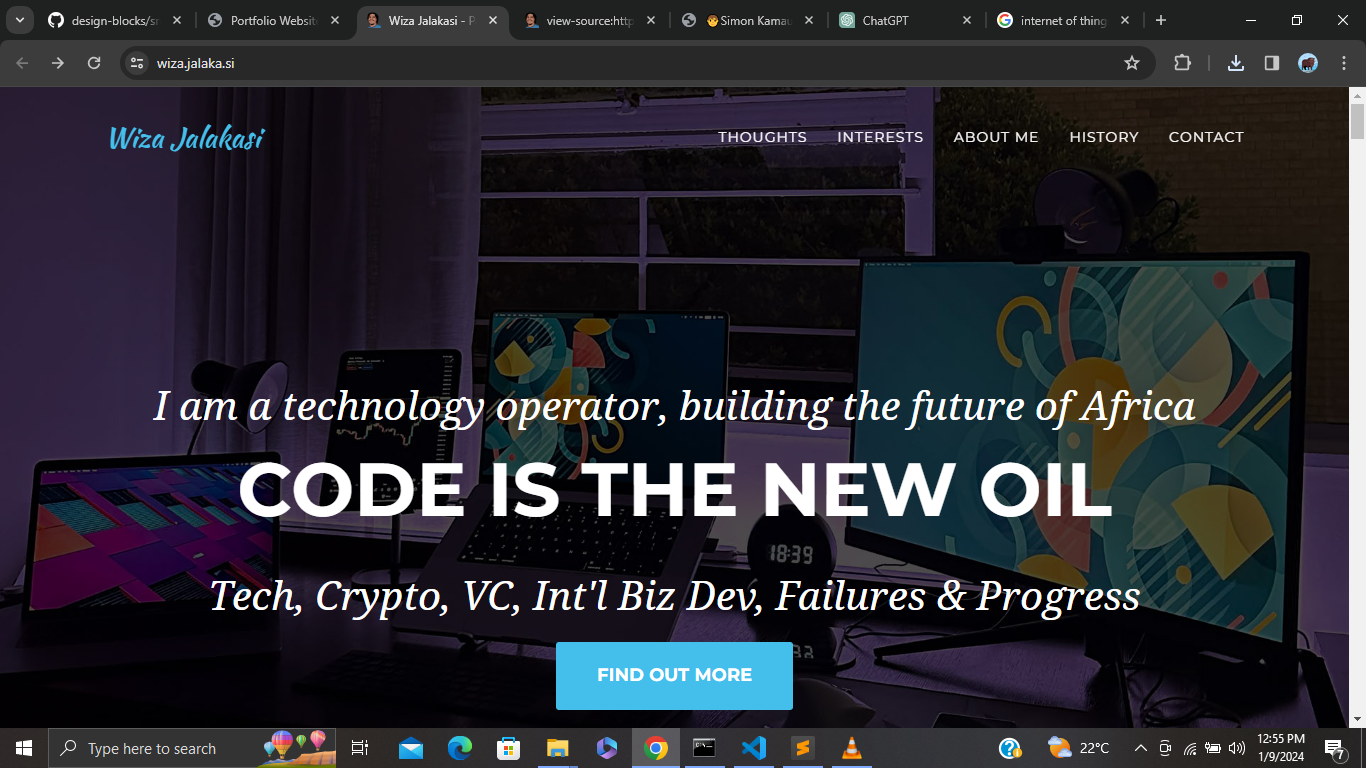 design-blocks/sr
Portfolio Website
Wiza Jalakasi - P
view-source:http
Simon Kamau
ChatGPT
internet of thing
wiza.jalaka.si
Wiza Jalakasi
THOUGHTS INTERESTS ABOUT ME HISTORY CONTACT
I am a technology operator, building the future of Africa
CODE IS THE NEW OIL
18:39
Tech, Crypto, VC, Int'l Biz Dev, Failures & Progress
FIND OUT MORE
Type here to search
22°C
12:55 PM
1/9/2024
7